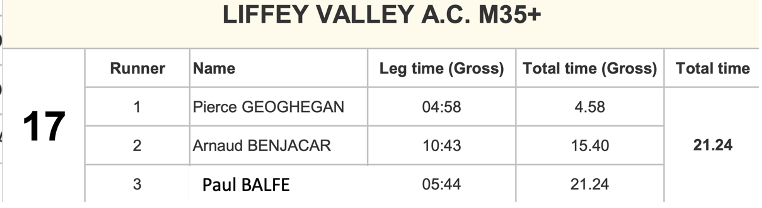 LIFFEY VALLEY A.C. M35+
Runner Name Leg time (Gross) Total time (Gross) Total time
17
1 Pierce GEOGHEGAN 04:58 4.58
2 Arnaud BENJACAR 10:43 15.40 21.24
3 Paul BALFE 05:44 21.24